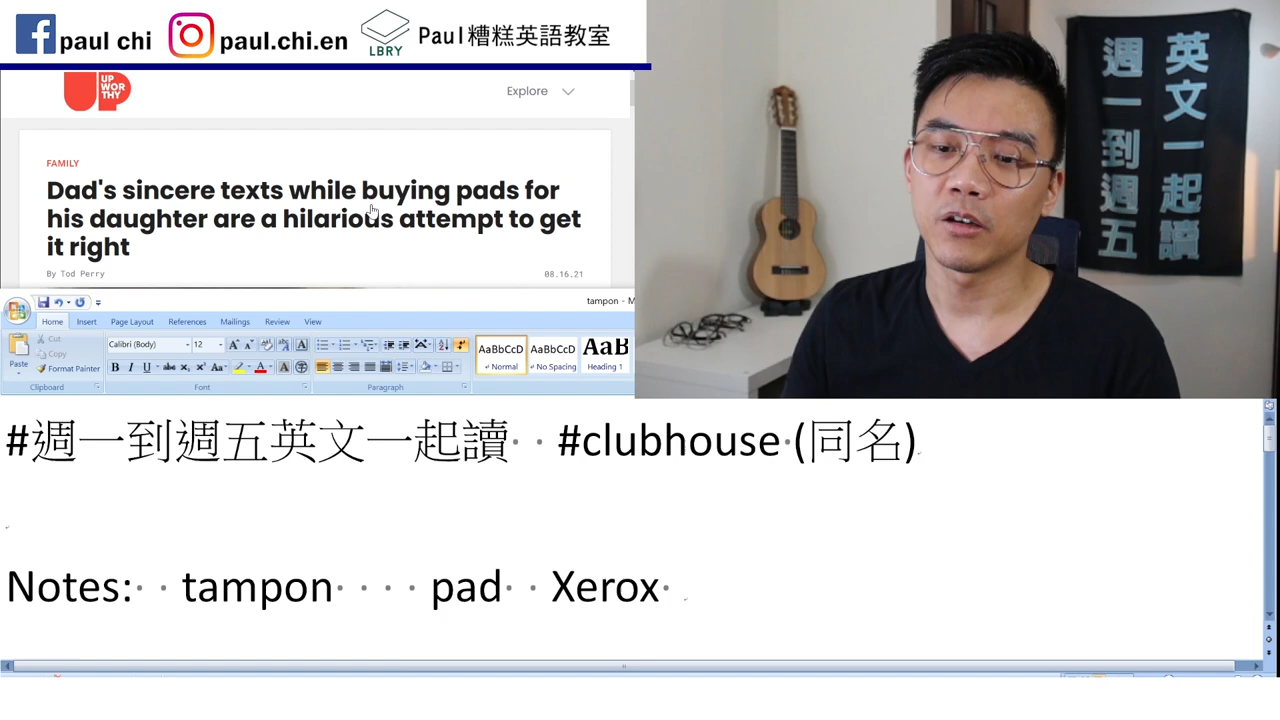 paul chi
paul.chi.en
LBRY
Paul糟糕英語教室
UP
UP
WOR
THY
Explore
FAMILY
Dad's sincere texts while buying pads for
his daughter are a hilarious attempt to get
it right
By Tod Perry
08.16.21
英文一起讀
週一到週五
tampon - M
Home Insert Page Layout References Mailings Review View
Paste
Cut
Copy
Format Painter
Clipboard
Calibri (Body) 12
Font
Paragraph
AaBbCcD AaBbCcD AaB
Normal No Spacing Heading 1
#週一到週五英文一起讀 #clubhouse (同名)
Notes: tampon pad Xerox